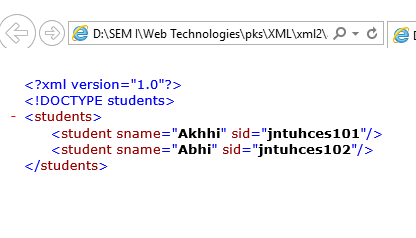 D:\SEM I\Web Technologies\pks\XML\xml2\
D:\
<?xml version="1.0"?>
<!DOCTYPE students>
- <students>
<student sname="Akhhi" sid="jntuhces101"/>
<student sname="Abhi" sid="jntuhces102"/>
</students>